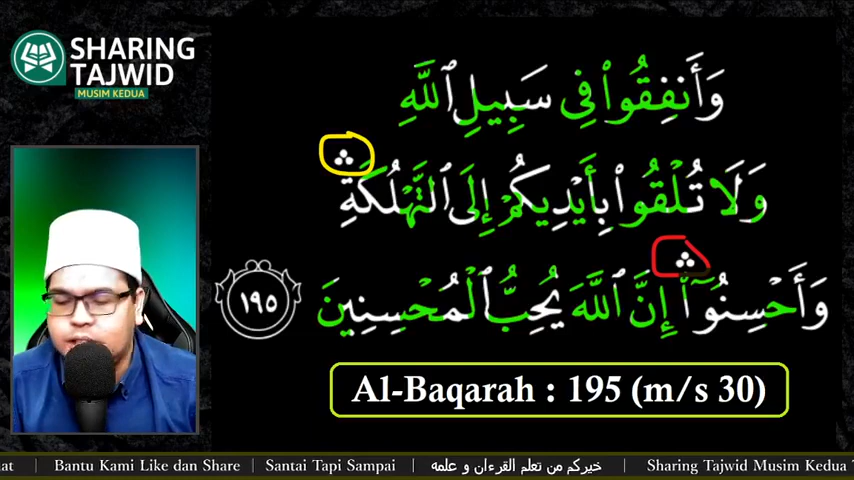 SHARING
TAJWID
MUSIM KEDUA
وَأَنفِقُوا۟ فِى سَبِيلِ ٱللَّهِ
وَلَا تُلْقُوا۟ بِأَيْدِيكُمْ إِلَى ٱلتَّهْلُكَةِ ۛ
وَأَحْسِنُوٓا۟ ۛ إِنَّ ٱللَّهَ يُحِبُّ ٱلْمُحْسِنِينَ ١٩٥
Al-Baqarah : 195 (m/s 30)
at | Bantu Kami Like dan Share | Santai Tapi Sampai | خيركم من تعلم القرءان و علمه | Sharing Tajwid Musim Kedua